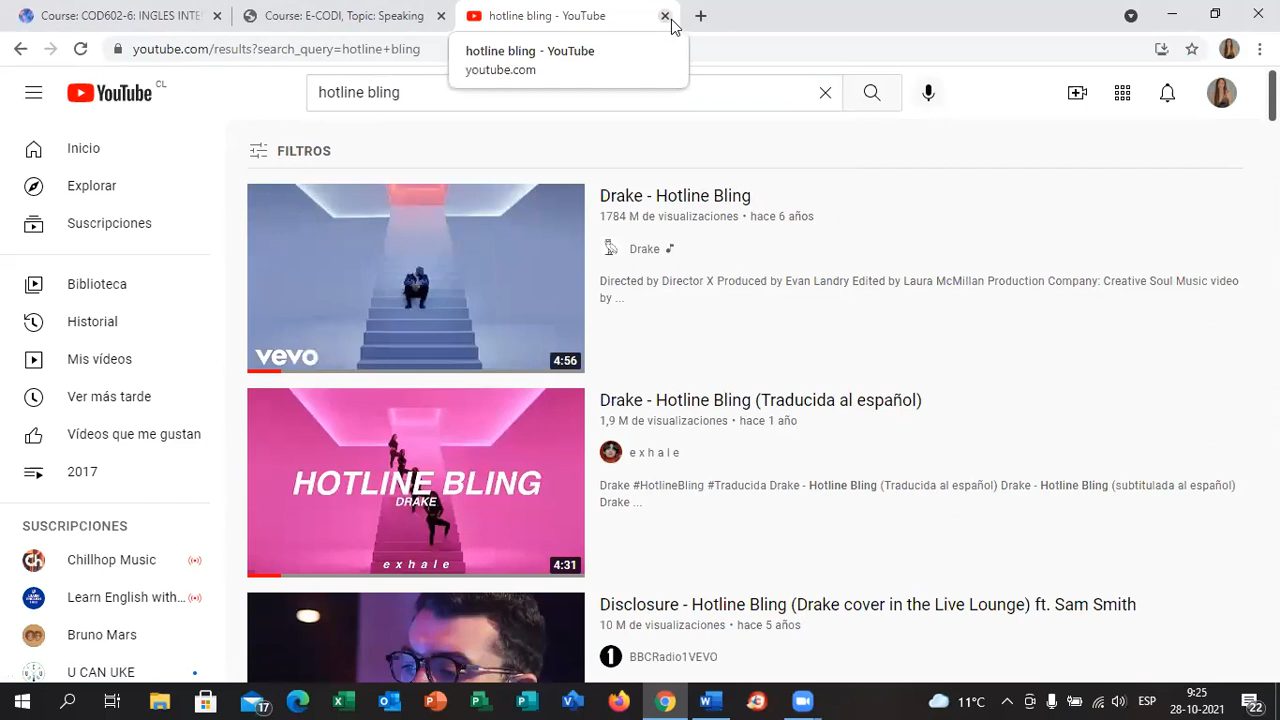 Course: COD602-6: INGLES INTE
Course: E-CODI, Topic: Speaking
hotline bling - YouTube
youtube.com/results?search_query=hotline+bling
hotline bling - YouTube
youtube.com
YouTube CL
hotline bling
Inicio
Explorar
Suscripciones
Biblioteca
Historial
Mis vídeos
Ver más tarde
Vídeos que me gustan
2017
SUSCRIPCIONES
Chillhop Music
Learn English with...
Bruno Mars
U CAN UKE
FILTROS
vevo
4:56
Drake - Hotline Bling
1784 M de visualizaciones • hace 6 años
Drake
Directed by Director X Produced by Evan Landry Edited by Laura McMillan Production Company: Creative Soul Music video
by ...
HOTLINE BLING
DRAKE
exhale
4:31
Drake - Hotline Bling (Traducida al español)
1,9 M de visualizaciones • hace 1 año
e x h a l e
Drake #HotlineBling #Traducida Drake - Hotline Bling (Traducida al español) Drake - Hotline Bling (subtitulada al español)
Drake ...
Disclosure - Hotline Bling (Drake cover in the Live Lounge) ft. Sam Smith
10 M de visualizaciones • hace 5 años
1
BBCRadio1VEVO
17
11°C
ESP
9:25
28-10-2021
22